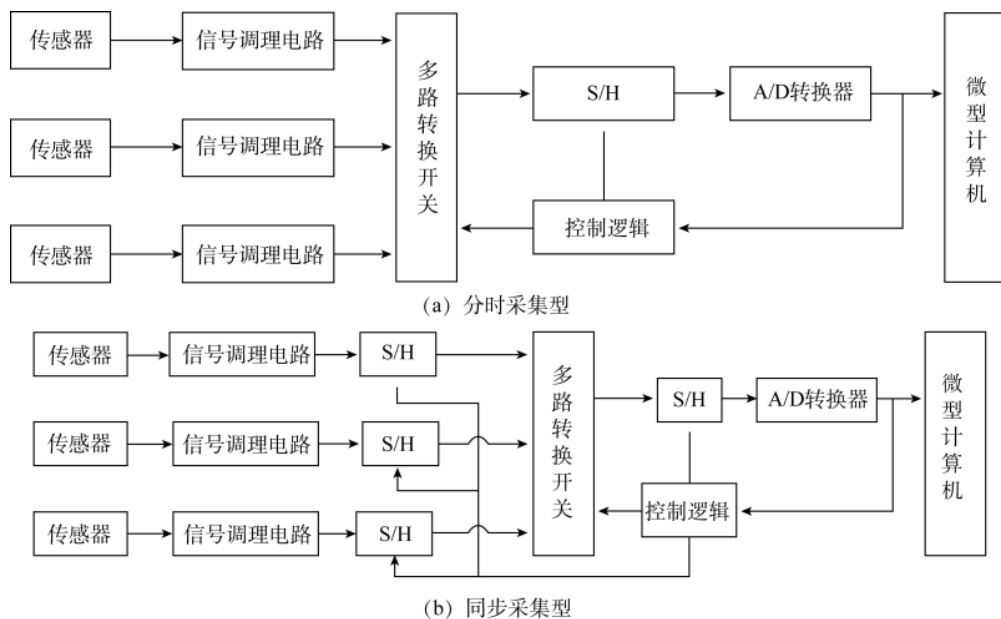 传感器
信号调理电路
传感器
信号调理电路
传感器
信号调理电路
多路转换开关
S/H
A/D转换器
控制逻辑
微型计算机
(a) 分时采集型
传感器
信号调理电路
S/H
传感器
信号调理电路
S/H
传感器
信号调理电路
S/H
多路转换开关
S/H
A/D转换器
控制逻辑
微型计算机
(b) 同步采集型